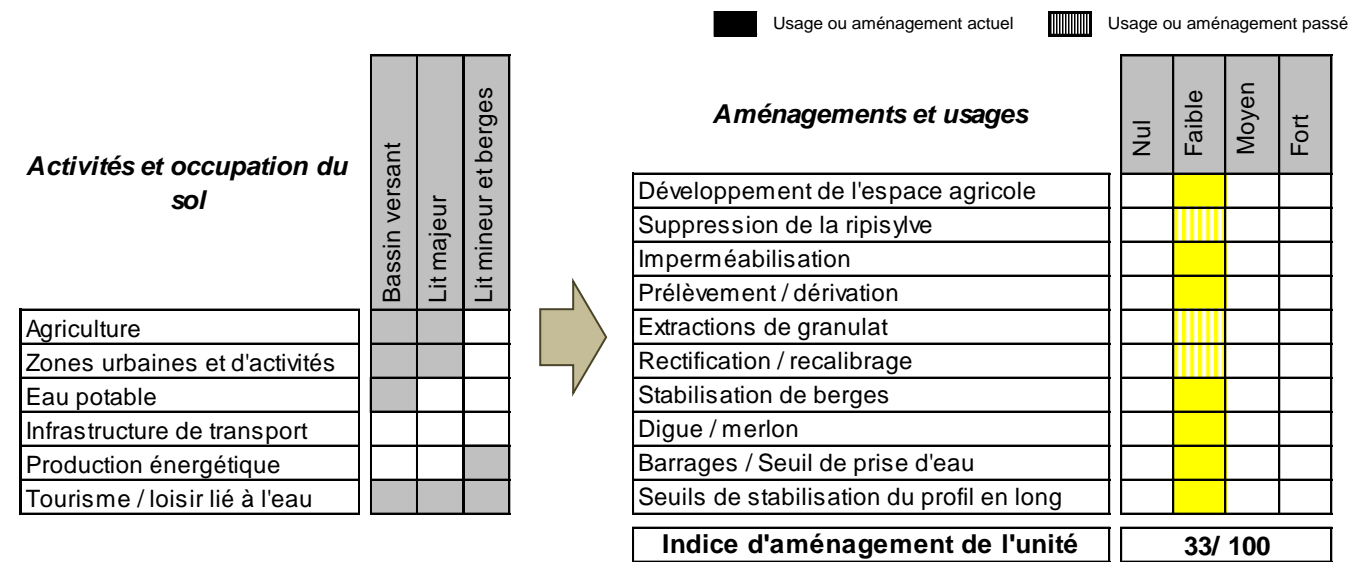 Usage ou aménagement actuel
Usage ou aménagement passé
Activités et occupation du
sol
Bassin versant
Lit majeur
Lit mineur et berges
Agriculture
Zones urbaines et d'activités
Eau potable
Infrastructure de transport
Production énergétique
Tourisme / loisir lié à l'eau
Aménagements et usages
Nul
Faible
Moyen
Fort
Développement de l'espace agricole
Suppression de la ripisylve
Imperméabilisation
Prélèvement / dérivation
Extractions de granulat
Rectification / recalibrage
Stabilisation de berges
Digue / merlon
Barrages / Seuil de prise d'eau
Seuils de stabilisation du profil en long
Indice d'aménagement de l'unité
33/ 100